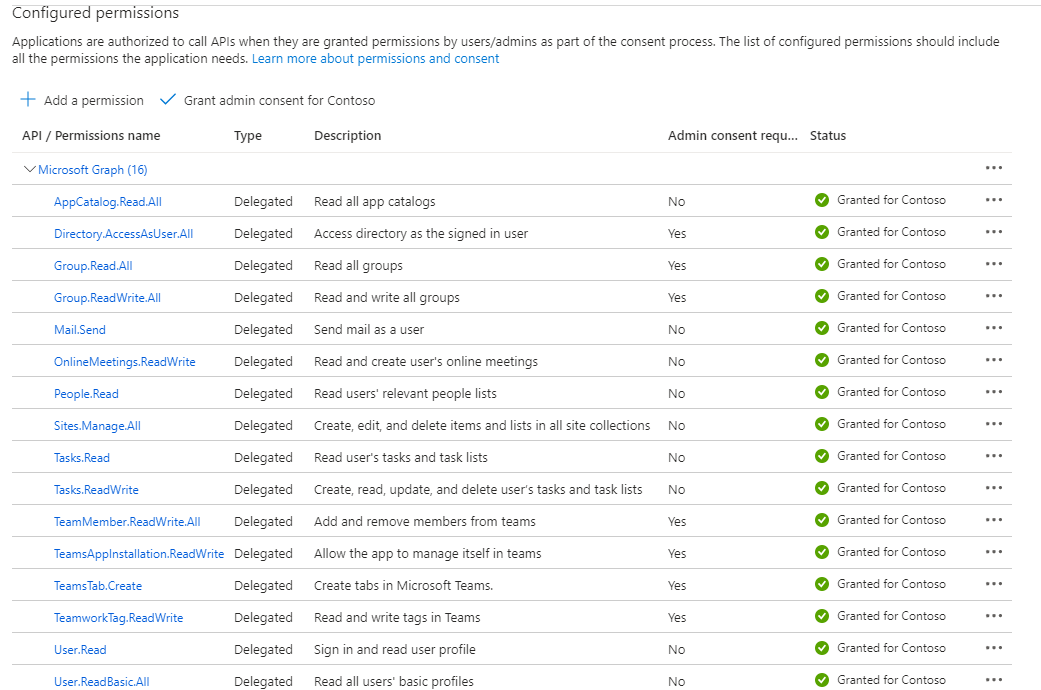 Configured permissions
Applications are authorized to call APIs when they are granted permissions by users/admins as part of the consent process. The list of configured permissions should include
all the permissions the application needs. Learn more about permissions and consent
Add a permission Grant admin consent for Contoso
API / Permissions name Type Description Admin consent requ... Status
Microsoft Graph (16)
AppCatalog.Read.All Delegated Read all app catalogs No Granted for Contoso
Directory.AccessAsUser.All Delegated Access directory as the signed in user Yes Granted for Contoso
Group.Read.All Delegated Read all groups Yes Granted for Contoso
Group.ReadWrite.All Delegated Read and write all groups Yes Granted for Contoso
Mail.Send Delegated Send mail as a user No Granted for Contoso
OnlineMeetings.ReadWrite Delegated Read and create user's online meetings No Granted for Contoso
People.Read Delegated Read users' relevant people lists No Granted for Contoso
Sites.Manage.All Delegated Create, edit, and delete items and lists in all site collections No Granted for Contoso
Tasks.Read Delegated Read user's tasks and task lists No Granted for Contoso
Tasks.ReadWrite Delegated Create, read, update, and delete user's tasks and task lists No Granted for Contoso
TeamMember.ReadWrite.All Delegated Add and remove members from teams Yes Granted for Contoso
TeamsAppInstallation.ReadWrite Delegated Allow the app to manage itself in teams Yes Granted for Contoso
TeamsTab.Create Delegated Create tabs in Microsoft Teams. Yes Granted for Contoso
TeamworkTag.ReadWrite Delegated Read and write tags in Teams Yes Granted for Contoso
User.Read Delegated Sign in and read user profile No Granted for Contoso
User.ReadBasic.All Delegated Read all users' basic profiles No Granted for Contoso